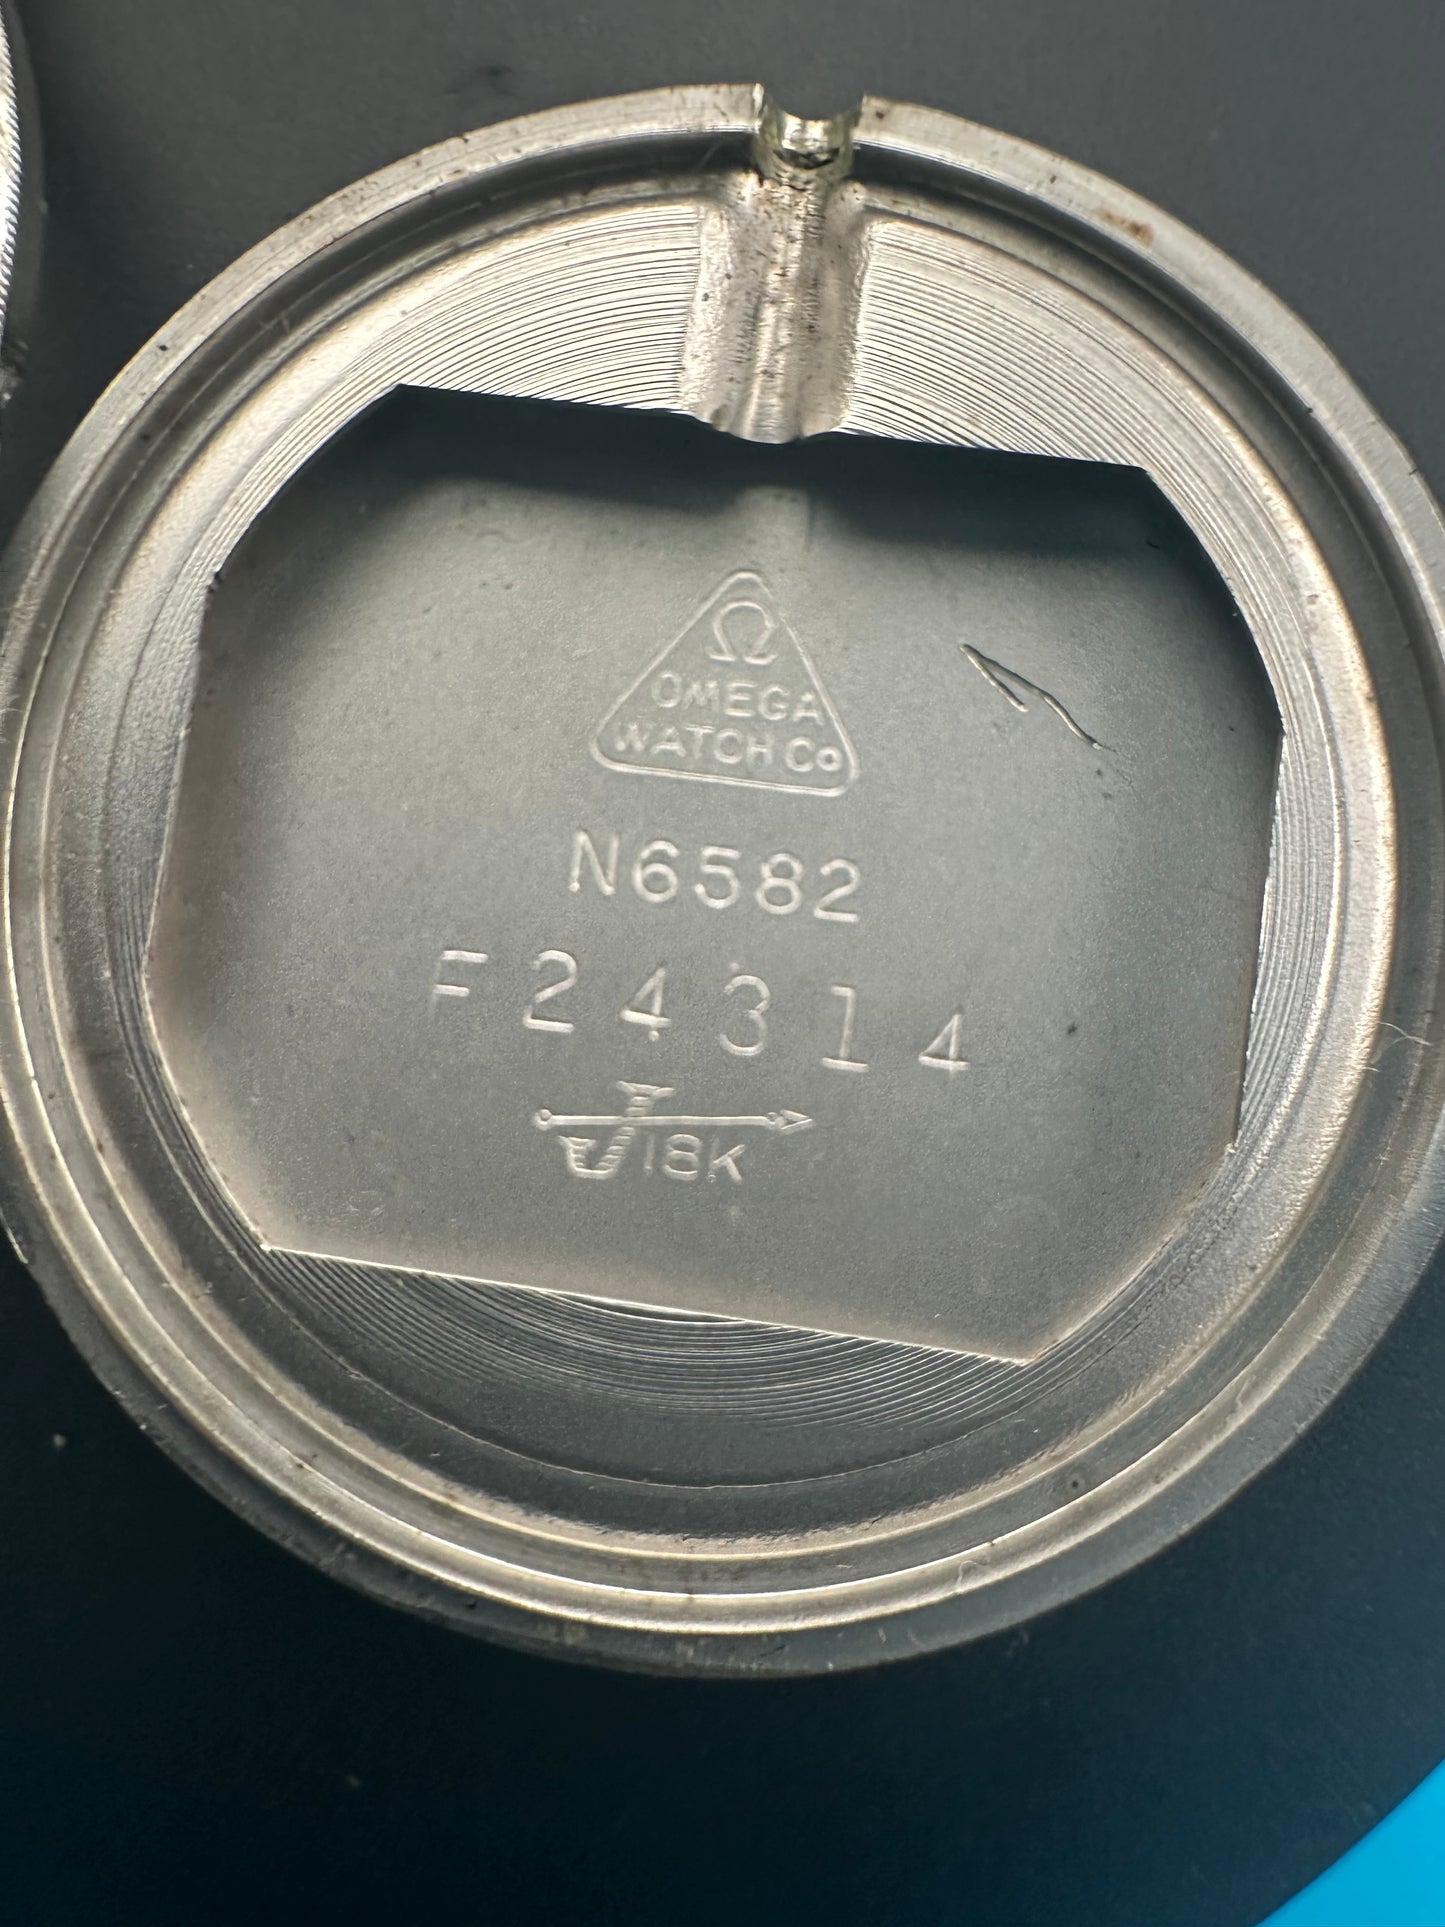 Ω
OMEGA
WATCH Co
N6582
F24314
18K